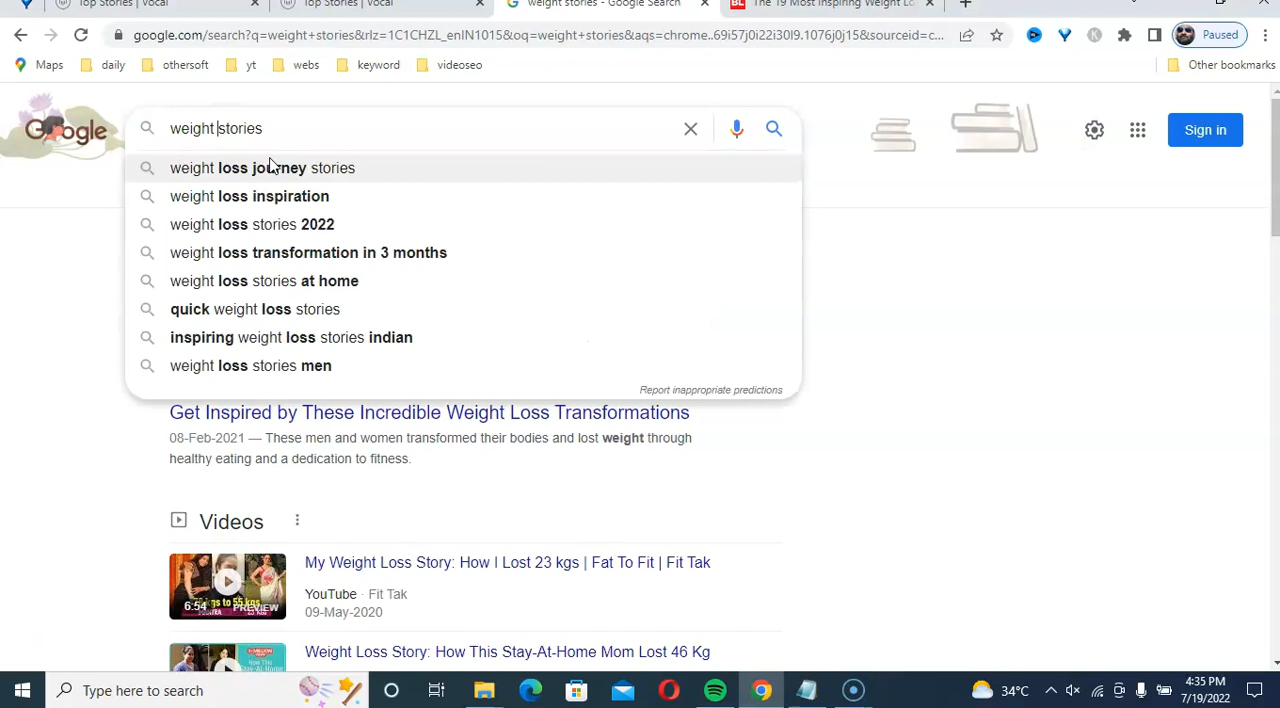 Top Stories | Vocal
Top Stories | Vocal
weight stories - Google Search
The 19 Most Inspiring Weight Lo
google.com/search?q=weight+stories&rlz=1C1CHZL_enIN1015&oq=weight+stories&aqs=chrome..69i57j0i22i30l9.1076j0j15&sourceid=c...
Paused
Maps
daily
othersoft
yt
webs
keyword
videoseo
Other bookmarks
Google
weight stories
Sign in
weight loss journey stories
weight loss inspiration
weight loss stories 2022
weight loss transformation in 3 months
weight loss stories at home
quick weight loss stories
inspiring weight loss stories indian
weight loss stories men
Report inappropriate predictions
Get Inspired by These Incredible Weight Loss Transformations
08-Feb-2021 — These men and women transformed their bodies and lost weight through
healthy eating and a dedication to fitness.
Videos
My Weight Loss Story: How I Lost 23 kgs | Fat To Fit | Fit Tak
6:54
PREVIEW
YouTube · Fit Tak
09-May-2020
Weight Loss Story: How This Stay-At-Home Mom Lost 46 Kg
Type here to search
34°C
4:35 PM
7/19/2022